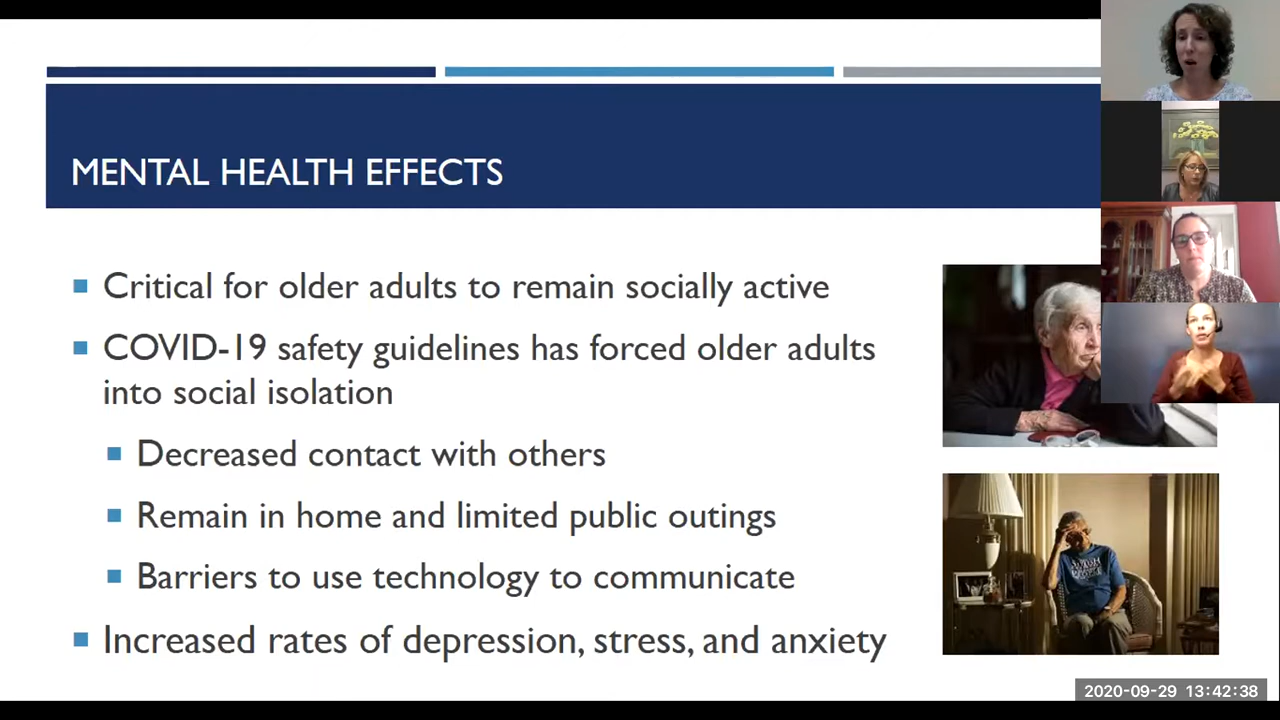 MENTAL HEALTH EFFECTS
Critical for older adults to remain socially active
COVID-19 safety guidelines has forced older adults
into social isolation
Decreased contact with others
Remain in home and limited public outings
Barriers to use technology to communicate
Increased rates of depression, stress, and anxiety
2020-09-29 13:42:38